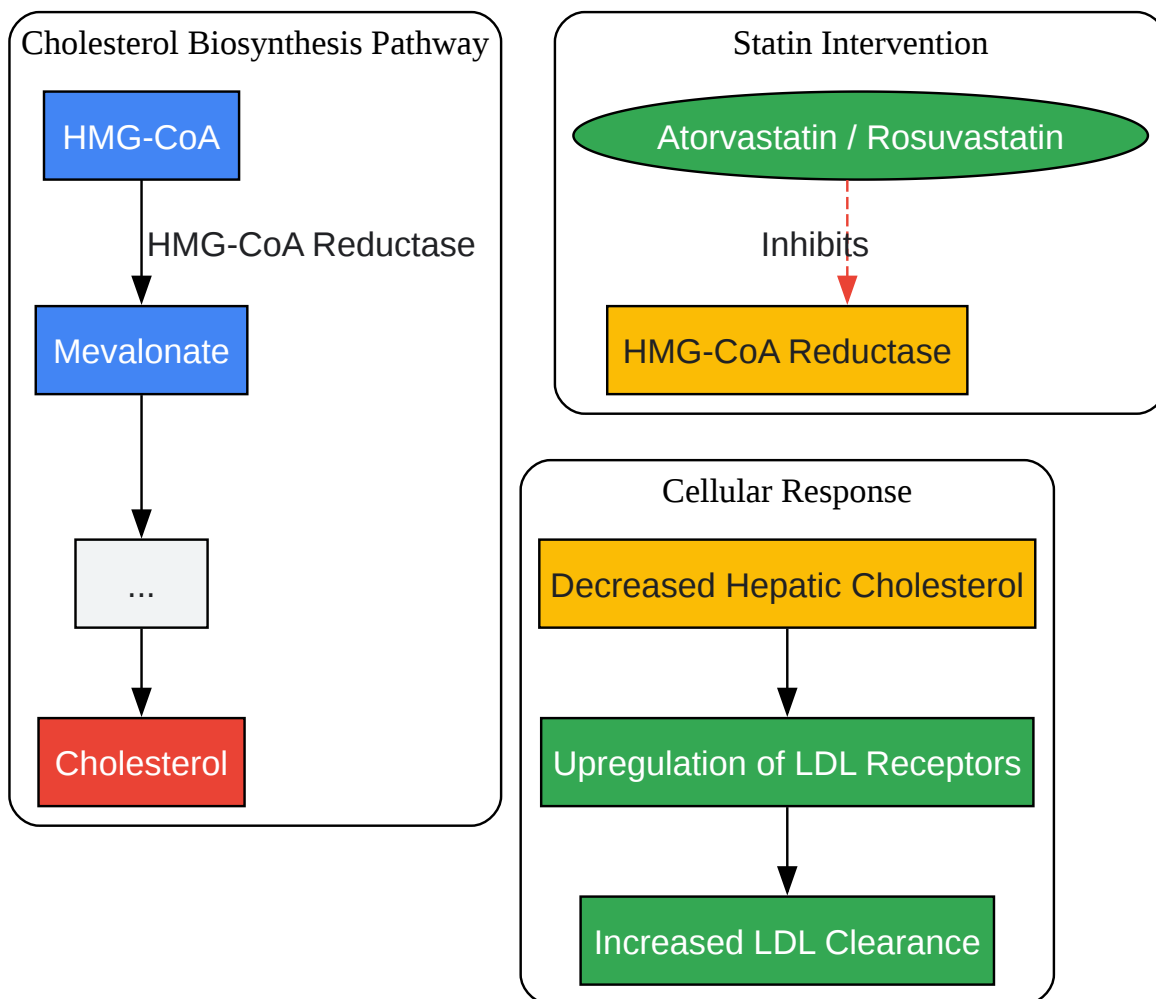 Cholesterol Biosynthesis Pathway
HMG-CoA
HMG-CoA Reductase
Mevalonate
...
Cholesterol
Statin Intervention
Atorvastatin / Rosuvastatin
Inhibits
HMG-CoA Reductase
Cellular Response
Decreased Hepatic Cholesterol
Upregulation of LDL Receptors
Increased LDL Clearance